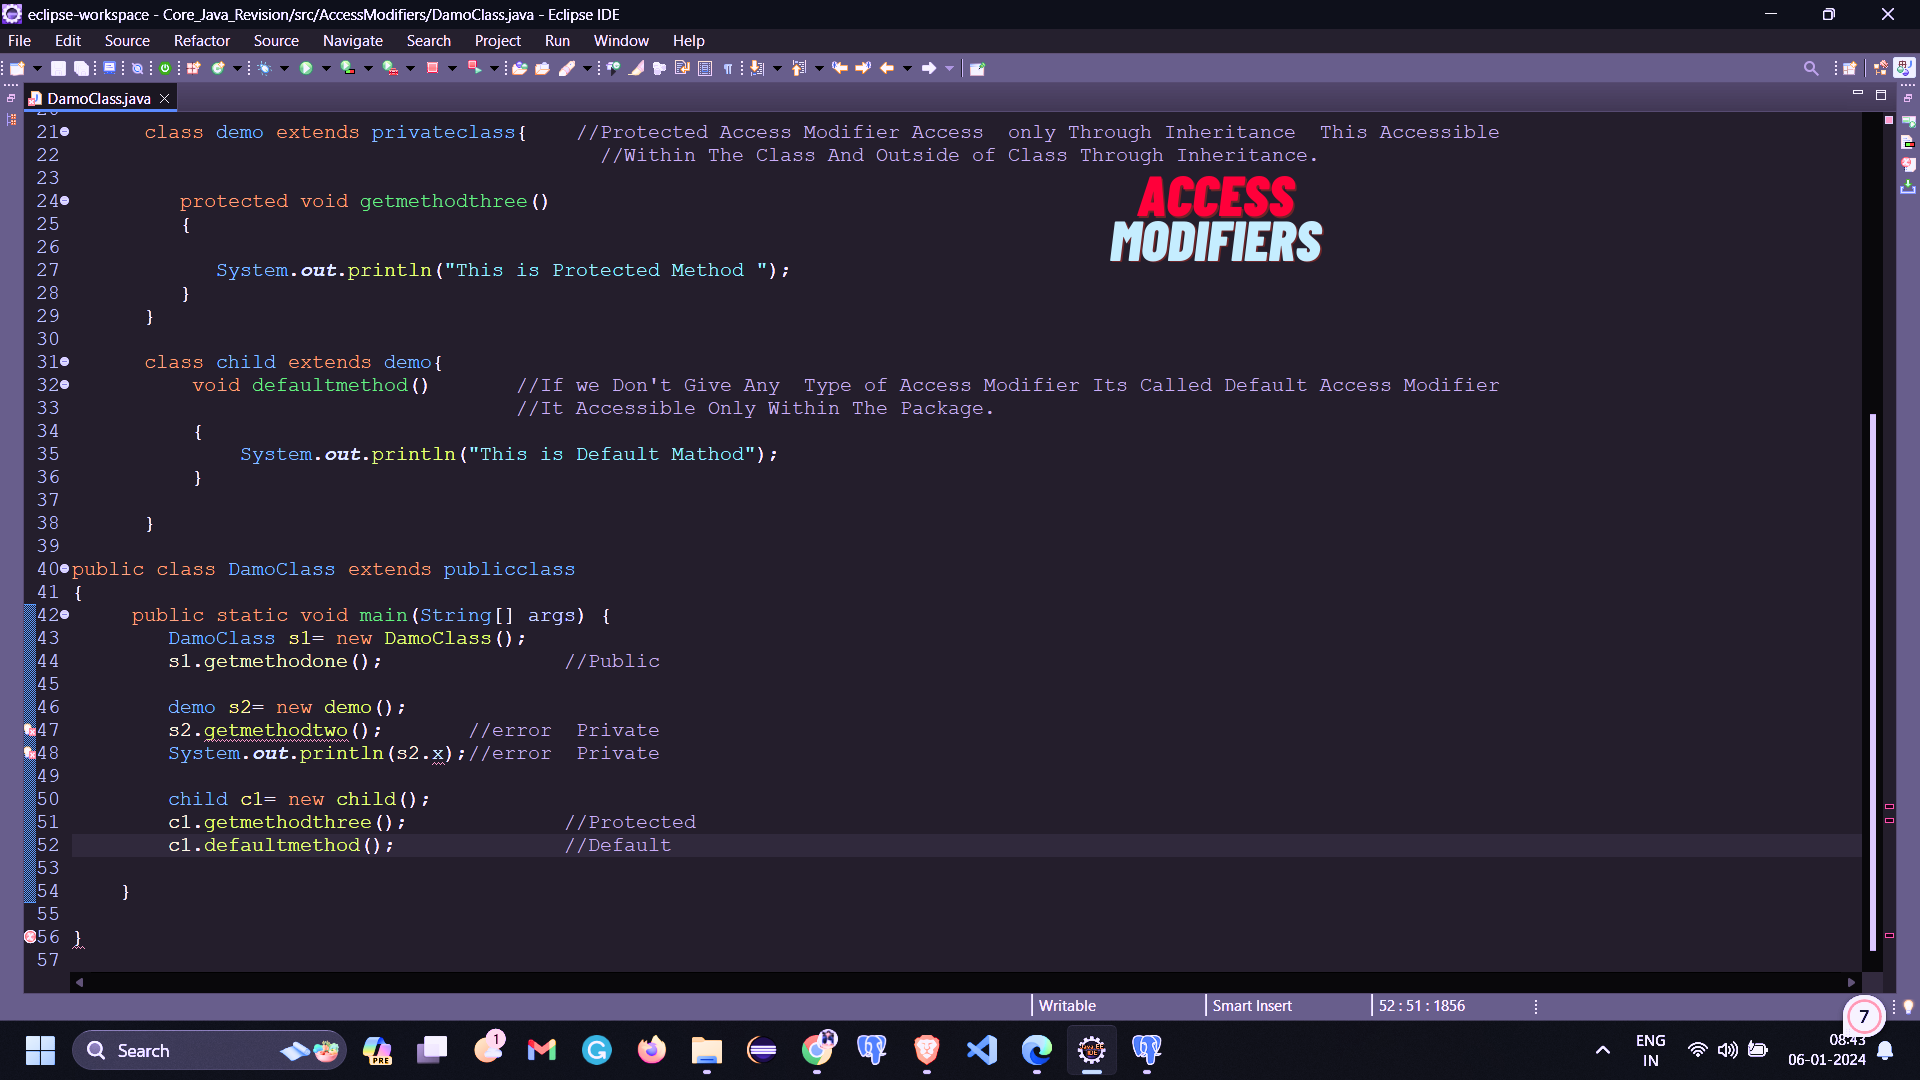 eclipse-workspace - Core_Java_Revision/src/AccessModifiers/DamoClass.java - Eclipse IDE
File Edit Source Refactor Source Navigate Search Project Run Window Help
DamoClass.java
21 class demo extends privateclass{ //Protected Access Modifier Access only Through Inheritance This Accessible
22 //Within The Class And Outside of Class Through Inheritance.
23
24 protected void getmethodthree()
25 {
26
27 System.out.println("This is Protected Method ");
28 }
29 }
30
31 class child extends demo{
32 void defaultmethod() //If we Don't Give Any Type of Access Modifier Its Called Default Access Modifier
33 //It Accessible Only Within The Package.
34 {
35 System.out.println("This is Default Mathod");
36 }
37
38 }
39
40 public class DamoClass extends publicclass
41 {
42 public static void main(String[] args) {
43 DamoClass s1= new DamoClass();
44 s1.getmethodone(); //Public
45
46 demo s2= new demo();
47 s2.getmethodtwo(); //error Private
48 System.out.println(s2.x);//error Private
49
50 child c1= new child();
51 c1.getmethodthree(); //Protected
52 c1.defaultmethod(); //Default
53
54 }
55
56 }
57
ACCESS
MODIFIERS
Writable Smart Insert 52 : 51 : 1856
7
Search
PRE
1
ENG
IN
08:43
06-01-2024